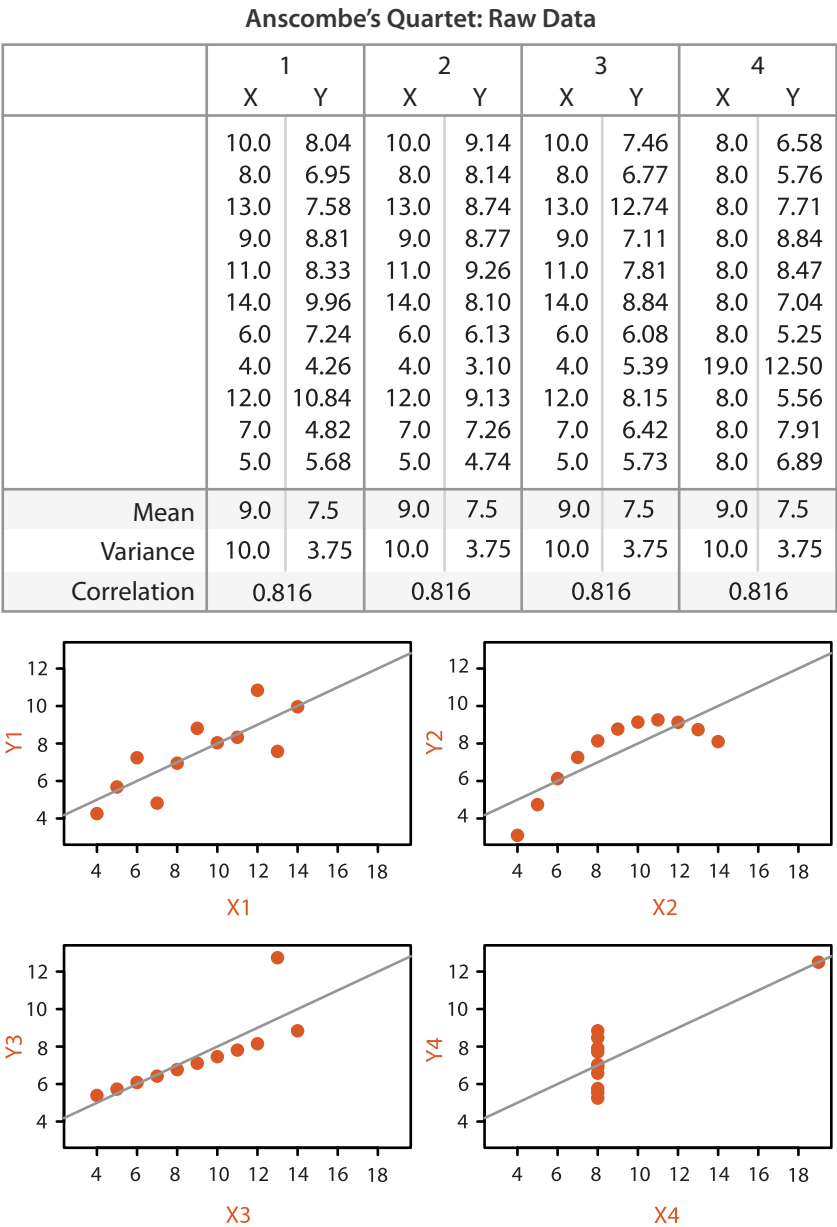 Anscombe’s Quartet: Raw Data
1 2 3 4
X Y X Y X Y X Y
10.0 8.04 10.0 9.14 10.0 7.46 8.0 6.58
8.0 6.95 8.0 8.14 8.0 6.77 8.0 5.76
13.0 7.58 13.0 8.74 13.0 12.74 8.0 7.71
9.0 8.81 9.0 8.77 9.0 7.11 8.0 8.84
11.0 8.33 11.0 9.26 11.0 7.81 8.0 8.47
14.0 9.96 14.0 8.10 14.0 8.84 8.0 7.04
6.0 7.24 6.0 6.13 6.0 6.08 8.0 5.25
4.0 4.26 4.0 3.10 4.0 5.39 19.0 12.50
12.0 10.84 12.0 9.13 12.0 8.15 8.0 5.56
7.0 4.82 7.0 7.26 7.0 6.42 8.0 7.91
5.0 5.68 5.0 4.74 5.0 5.73 8.0 6.89
Mean 9.0 7.5 9.0 7.5 9.0 7.5 9.0 7.5
Variance 10.0 3.75 10.0 3.75 10.0 3.75 10.0 3.75
Correlation 0.816 0.816 0.816 0.816
12
10
8
6
4
Y1
4 6 8 10 12 14 16 18
X1
12
10
8
6
4
Y2
4 6 8 10 12 14 16 18
X2
12
10
8
6
4
Y3
4 6 8 10 12 14 16 18
X3
12
10
8
6
4
Y4
4 6 8 10 12 14 16 18
X4